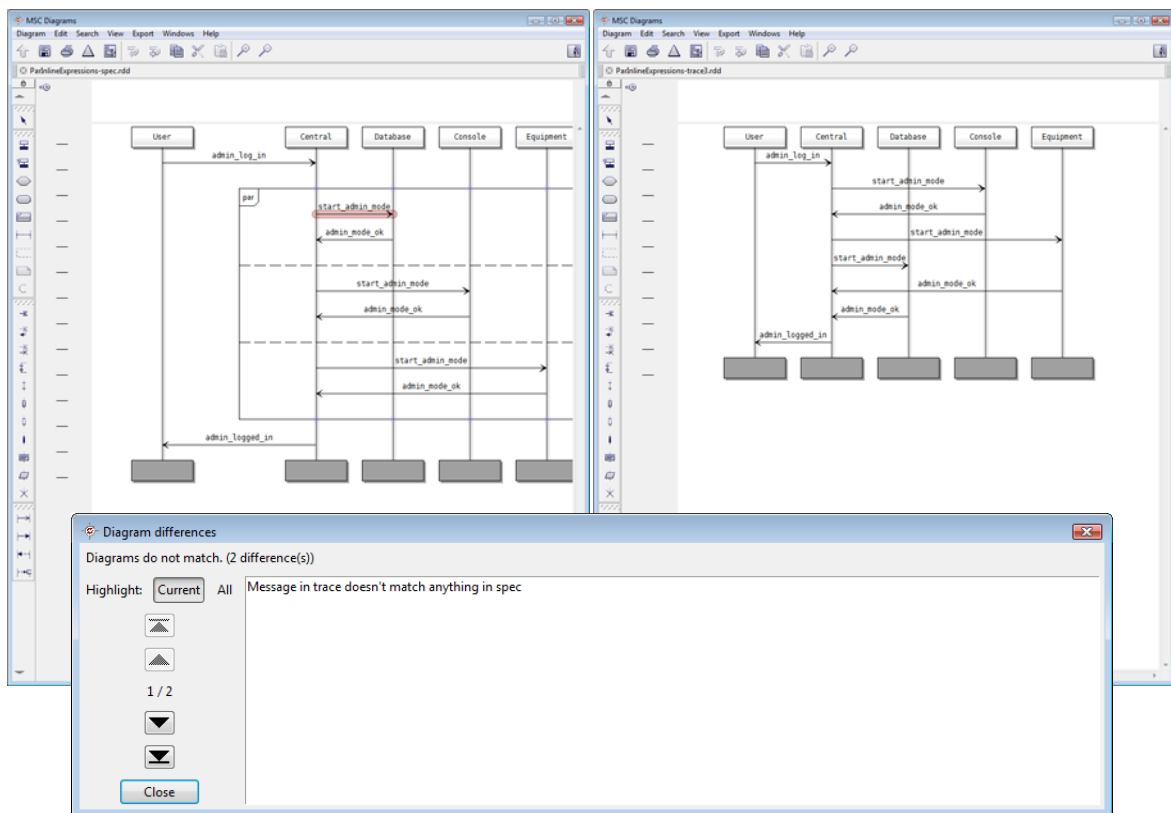 MSC Diagrams
Diagram Edit Search View Export Windows Help
ParInlineExpressions-spec.rdd
User Central Database Console Equipment
admin_log_in
par
start_admin_mode
admin_mode_ok
start_admin_mode
admin_mode_ok
start_admin_mode
admin_mode_ok
admin_logged_in
MSC Diagrams
Diagram Edit Search View Export Windows Help
ParInlineExpressions-trace3.rdd
User Central Database Console Equipment
admin_log_in
start_admin_mode
admin_mode_ok
start_admin_mode
start_admin_mode
admin_mode_ok
admin_mode_ok
admin_logged_in
Diagram differences
Diagrams do not match. (2 difference(s))
Highlight: Current All
Message in trace doesn't match anything in spec
1 / 2
Close